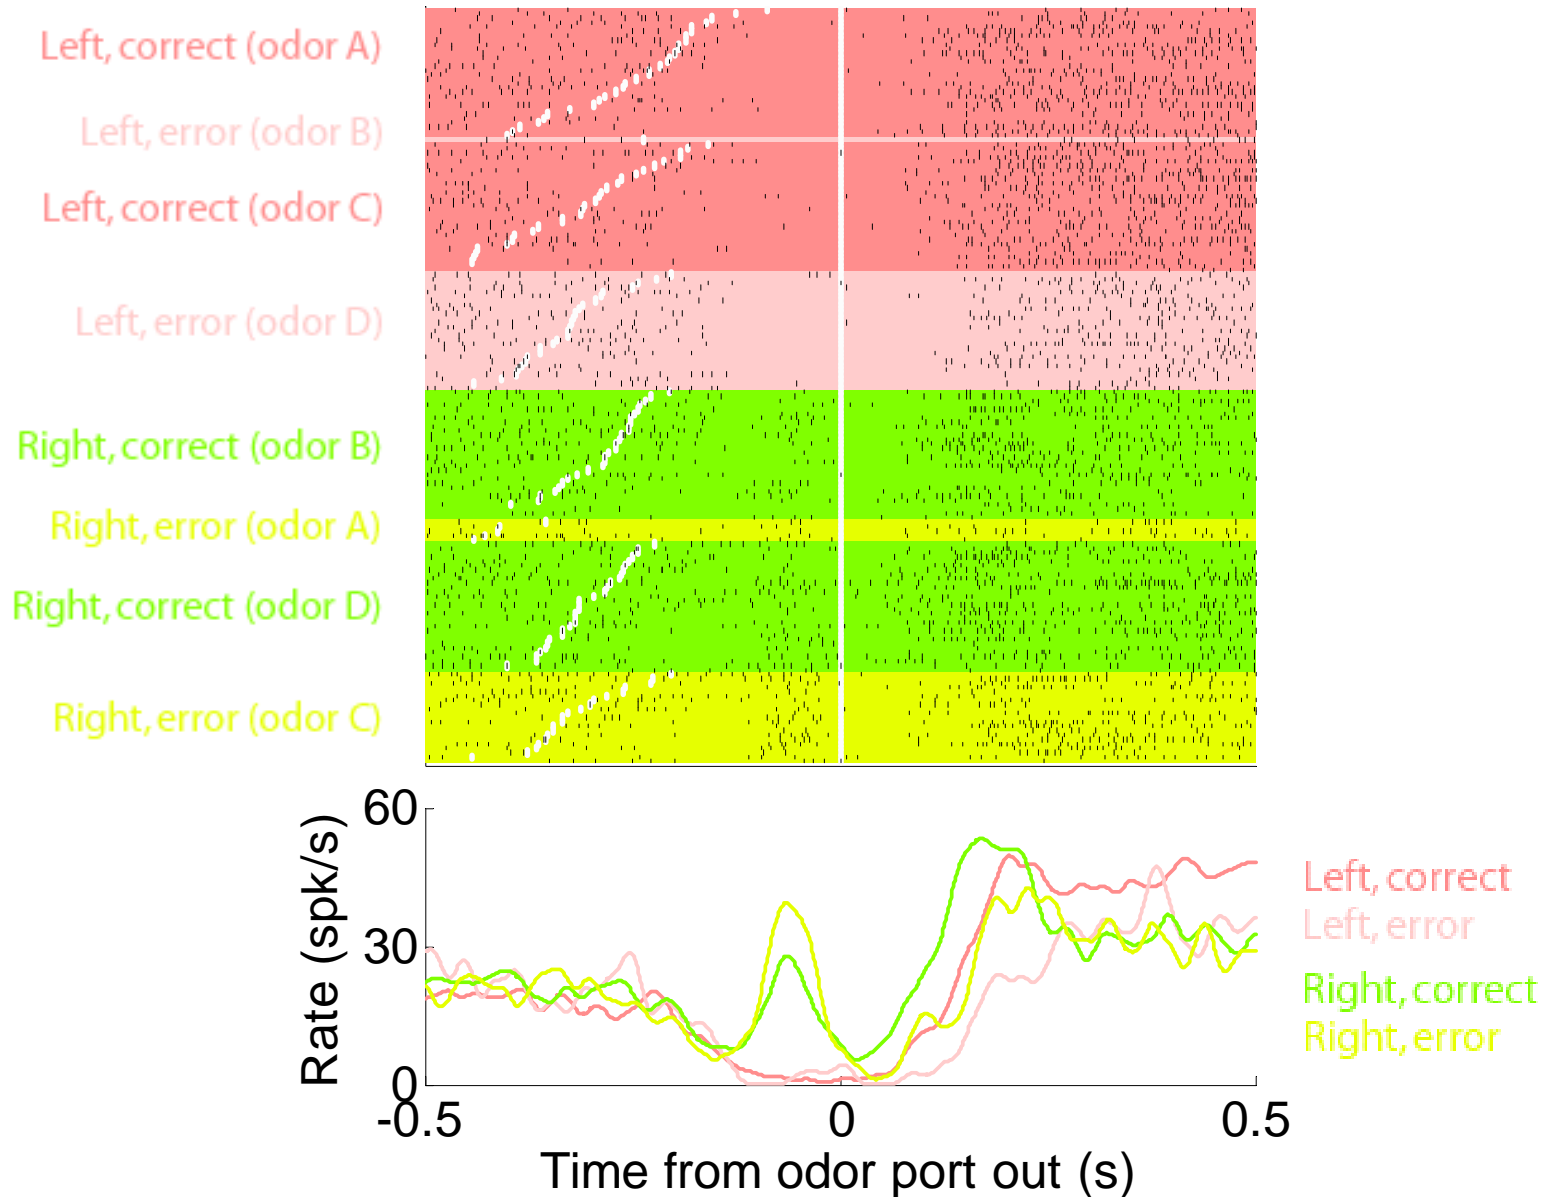 Left, correct (odor A)
Left, error (odor B)
Left, correct (odor C)
Left, error (odor D)
Right, correct (odor B)
Right, error (odor A)
Right, correct (odor D)
Right, error (odor C)
60
30
0
Rate (spk/s)
-0.5
0
0.5
Time from odor port out (s)
Left, correct
Left, error
Right, correct
Right, error